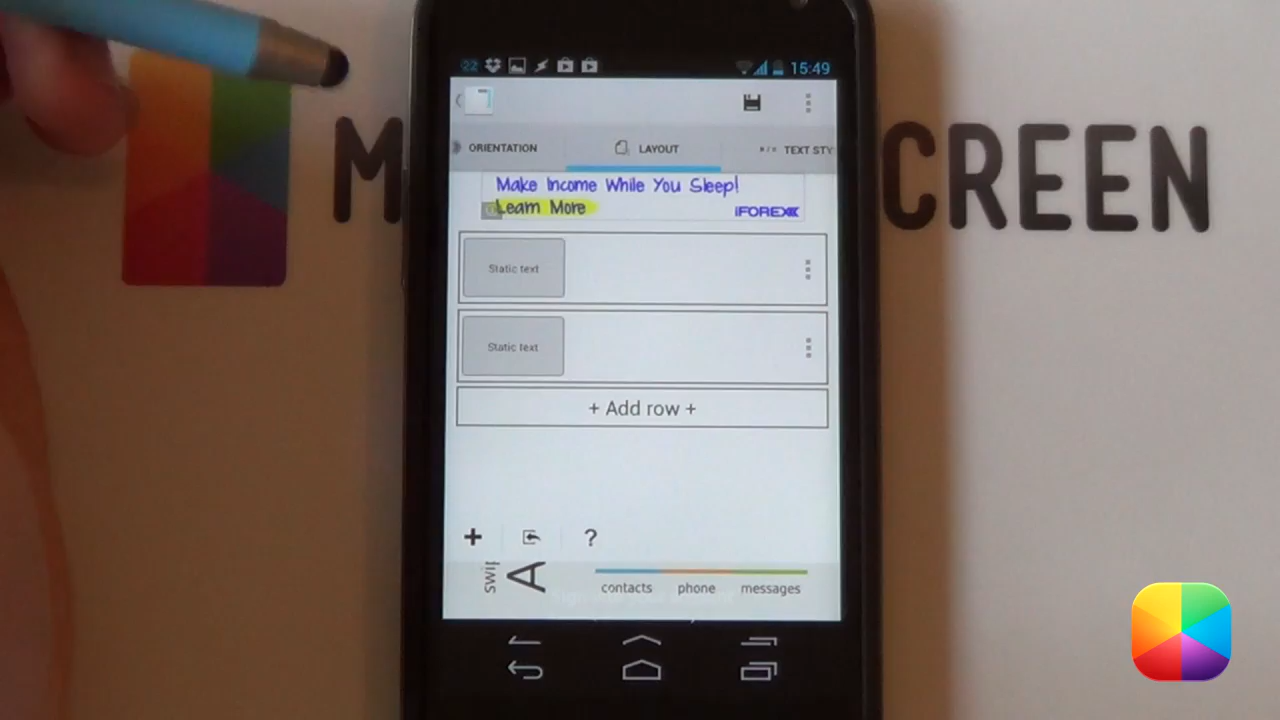 22 15:49
M CREEN
ORIENTATION LAYOUT TEXT STY
Make Income While You Sleep!
Learn More
iFOREX
Static text
Static text
+ Add row +
?
swi A
contacts phone messages